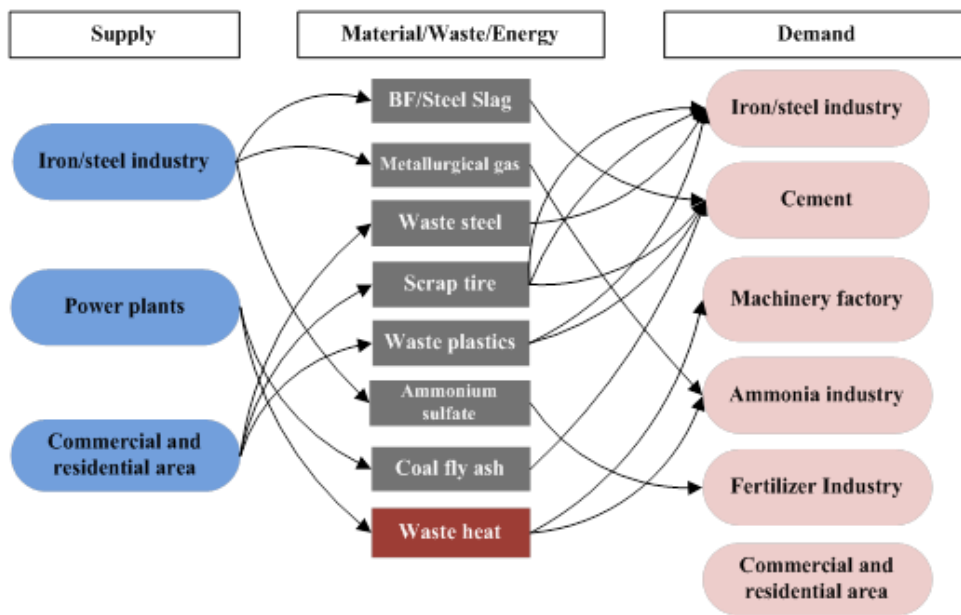 Supply
Material/Waste/Energy
Demand
Iron/steel industry
Power plants
Commercial and
residential area
BF/Steel Slag
Metallurgical gas
Waste steel
Scrap tire
Waste plastics
Ammonium
sulfate
Coal fly ash
Waste heat
Iron/steel industry
Cement
Machinery factory
Ammonia industry
Fertilizer Industry
Commercial and
residential area